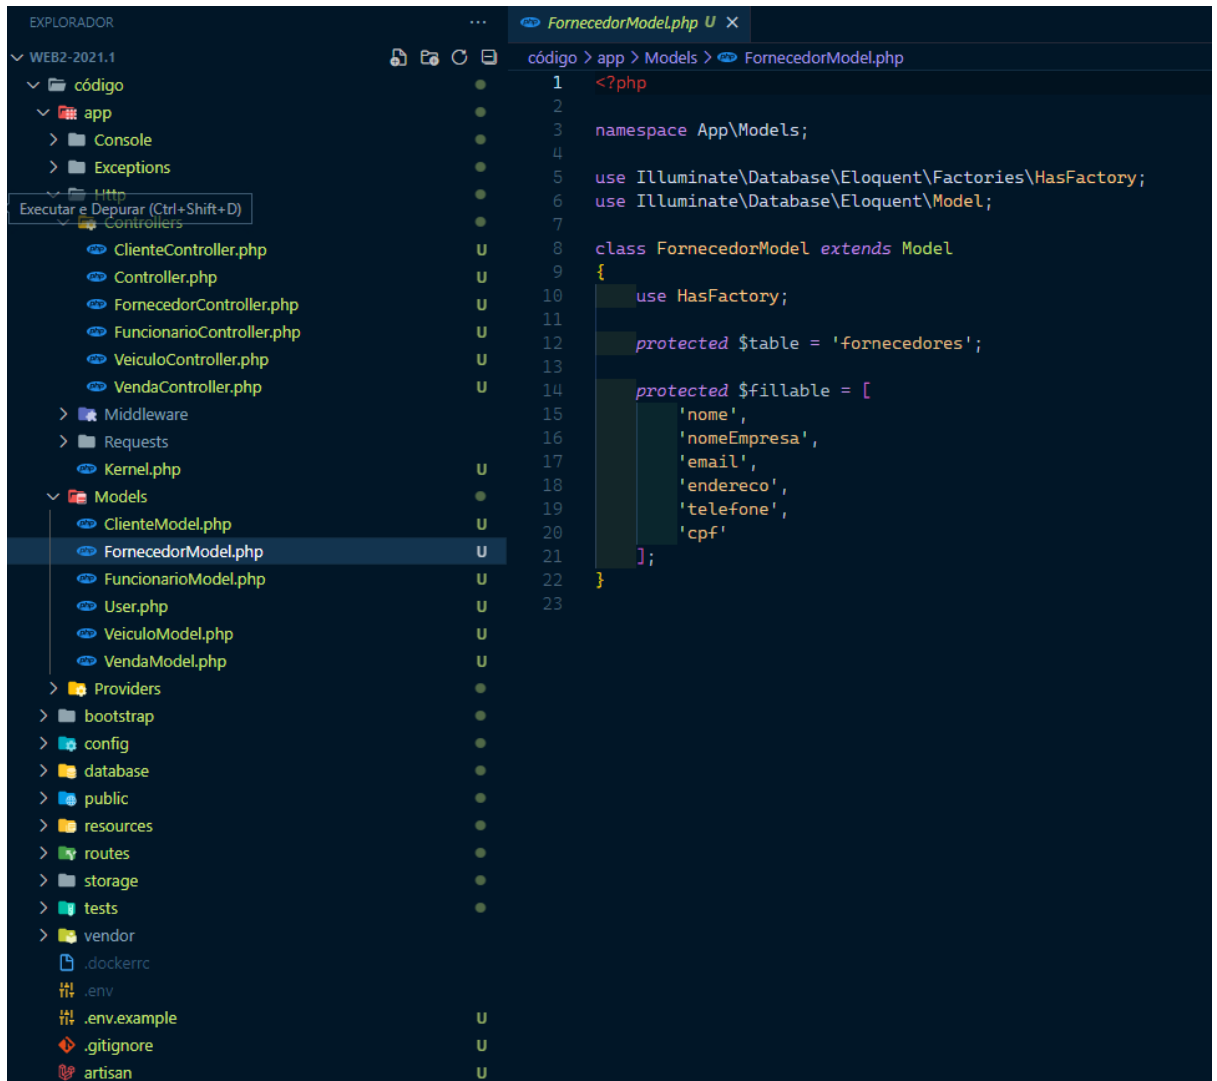 EXPLORADOR
WEB2-2021.1
código
app
Console
Exceptions
Http
Executar e Depurar (Ctrl+Shift+D)
Controllers
ClienteController.php U
Controller.php U
FornecedorController.php U
FuncionarioController.php U
VeiculoController.php U
VendaController.php U
Middleware
Requests
Kernel.php U
Models
ClienteModel.php U
FornecedorModel.php U
FuncionarioModel.php U
User.php U
VeiculoModel.php U
VendaModel.php U
Providers
bootstrap
config
database
public
resources
routes
storage
tests
vendor
.dockerrc
.env
.env.example U
.gitignore U
artisan U
FornecedorModel.php U
código > app > Models > FornecedorModel.php
1 <?php
2
3 namespace App\Models;
4
5 use Illuminate\Database\Eloquent\Factories\HasFactory;
6 use Illuminate\Database\Eloquent\Model;
7
8 class FornecedorModel extends Model
9 {
10 use HasFactory;
11
12 protected $table = 'fornecedores';
13
14 protected $fillable = [
15 'nome',
16 'nomeEmpresa',
17 'email',
18 'endereco',
19 'telefone',
20 'cpf'
21 ];
22 }
23